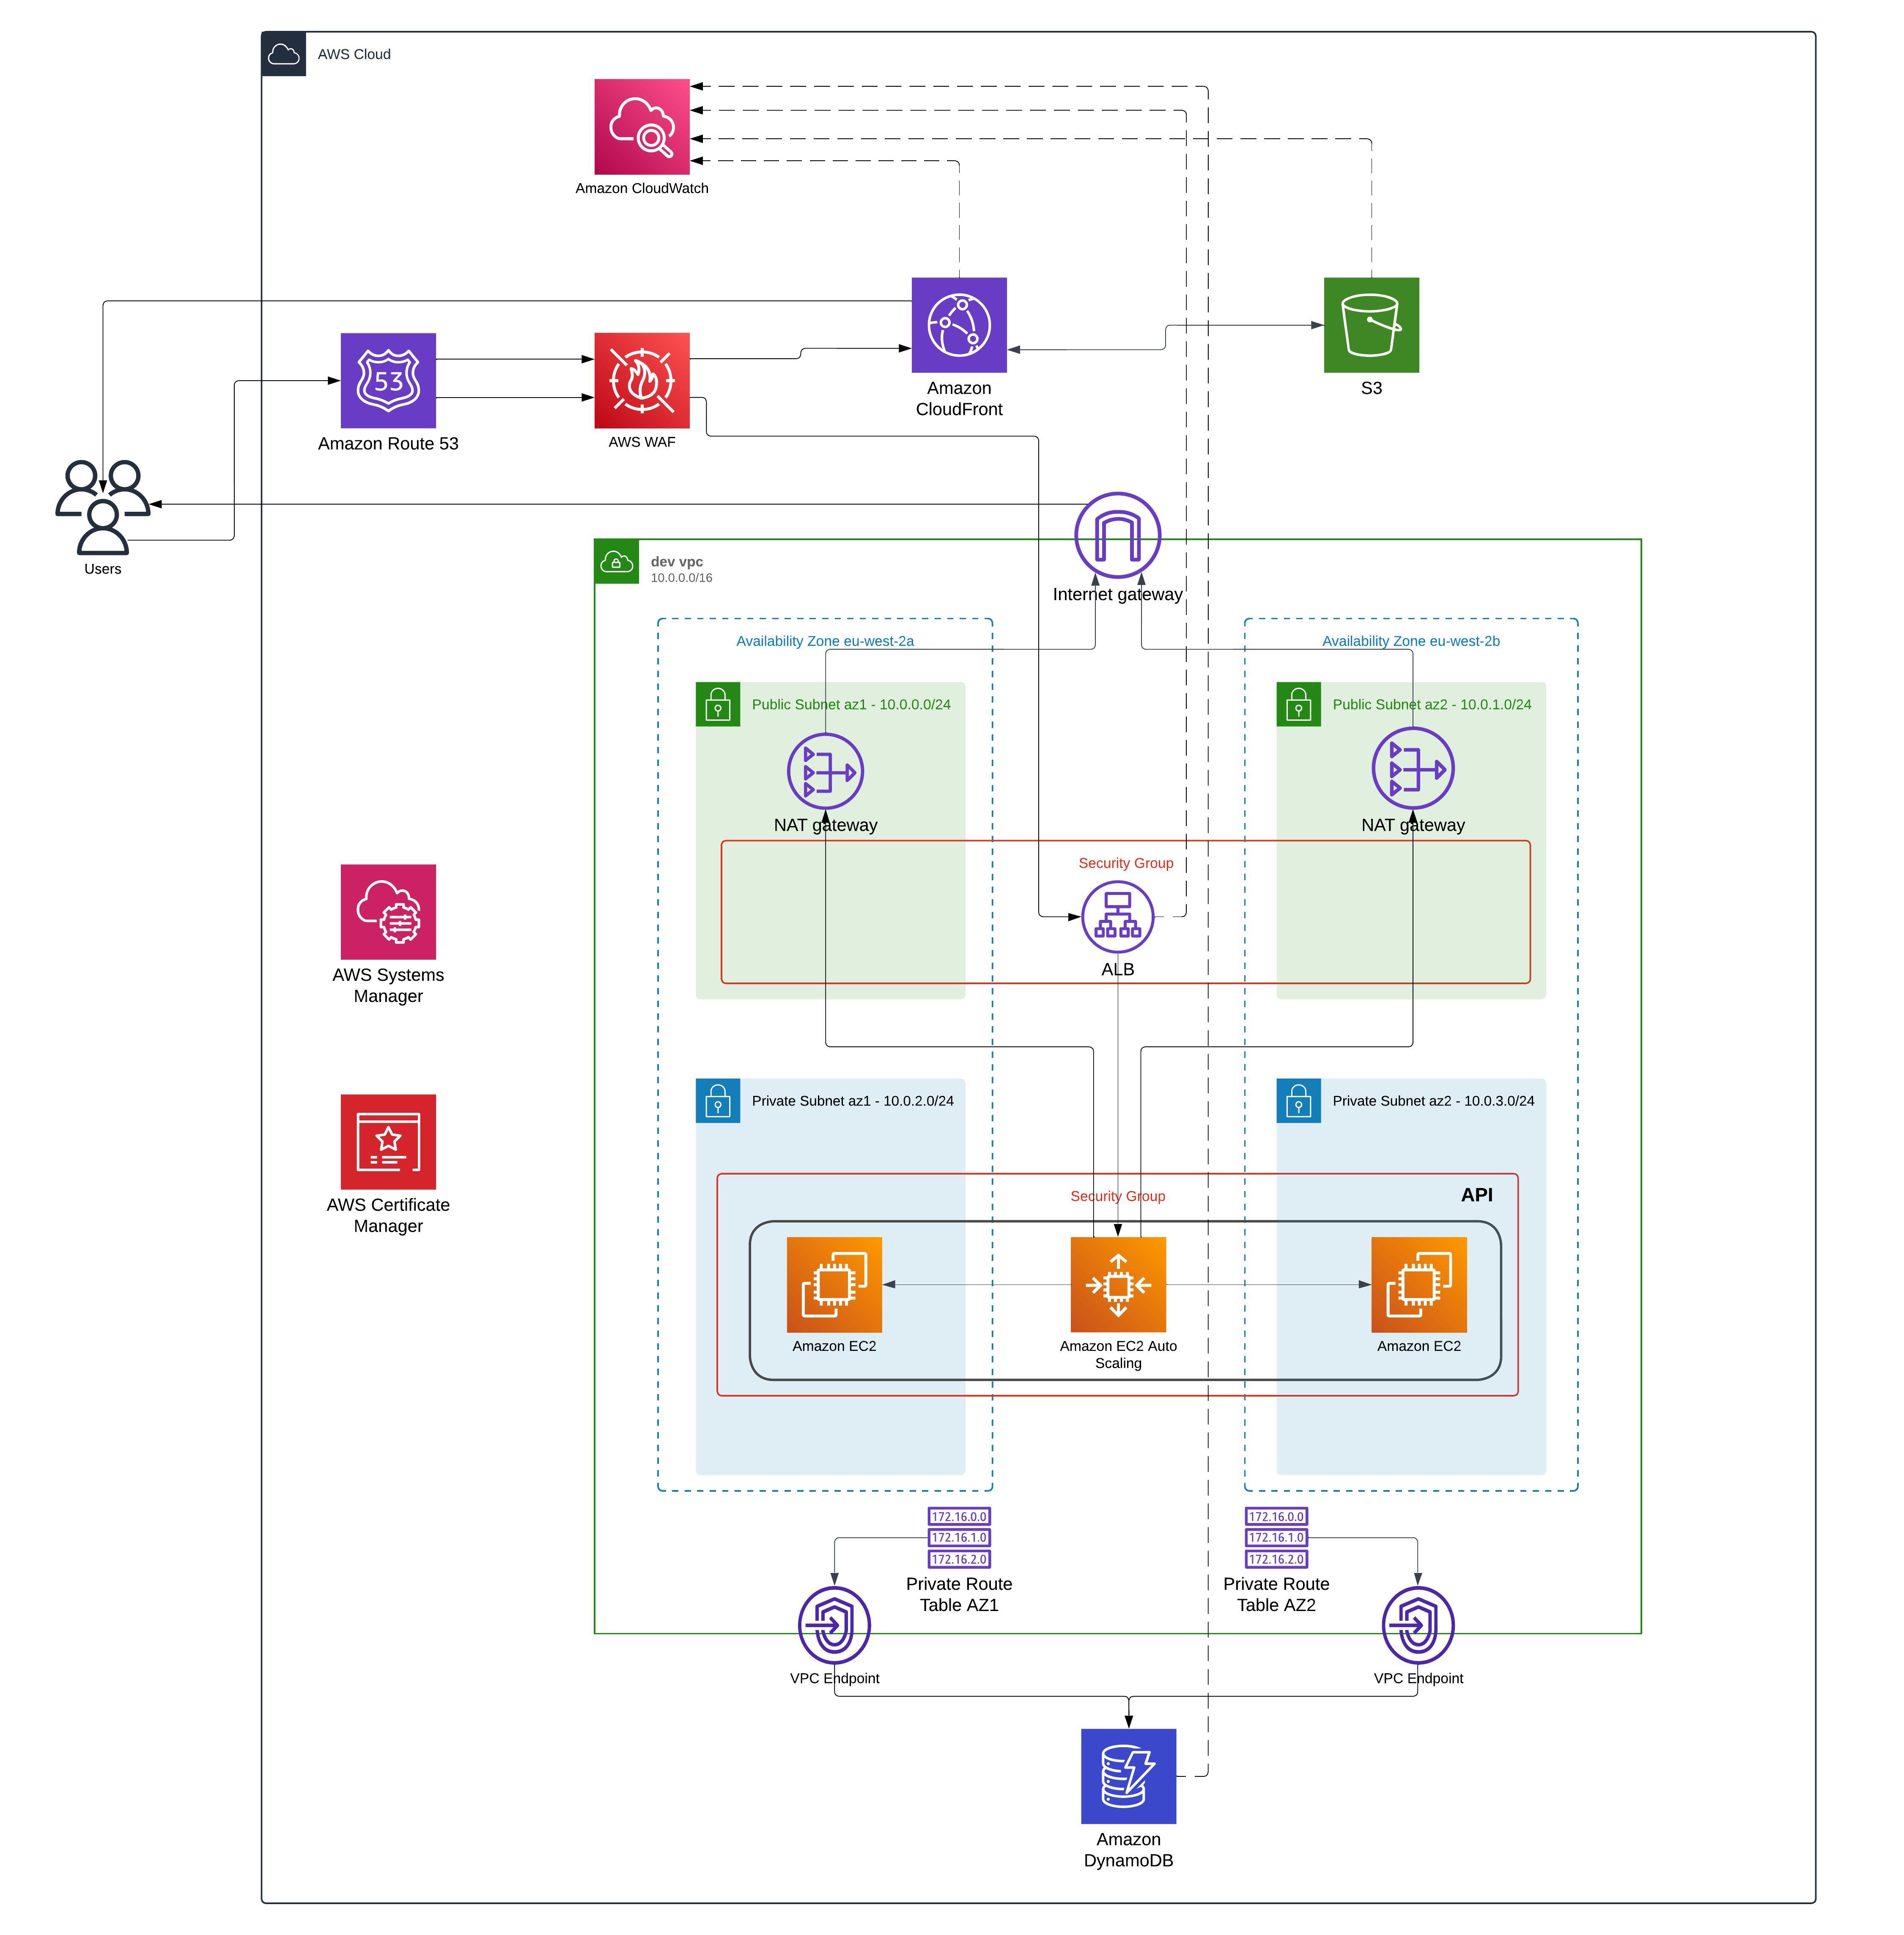 AWS Cloud
Amazon CloudWatch
Amazon
CloudFront
S3
53
Amazon Route 53
AWS WAF
Users
dev vpc
10.0.0.0/16
Internet gateway
Availability Zone eu-west-2a
Availability Zone eu-west-2b
Public Subnet az1 - 10.0.0.0/24
Public Subnet az2 - 10.0.1.0/24
NAT gateway
NAT gateway
Security Group
ALB
AWS Systems
Manager
Private Subnet az1 - 10.0.2.0/24
Private Subnet az2 - 10.0.3.0/24
AWS Certificate
Manager
Security Group
API
Amazon EC2
Amazon EC2 Auto
Scaling
Amazon EC2
172.16.0.0
172.16.1.0
172.16.2.0
Private Route
Table AZ1
172.16.0.0
172.16.1.0
172.16.2.0
Private Route
Table AZ2
VPC Endpoint
VPC Endpoint
Amazon
DynamoDB